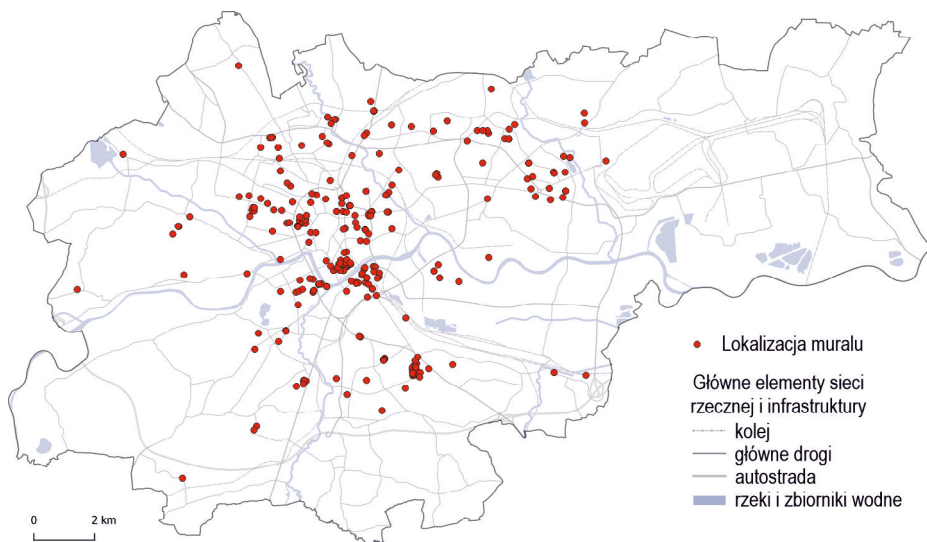 Lokalizacja muralu
Główne elementy sieci
rzecznej i infrastruktury
kolej
główne drogi
autostrada
rzeki i zbiorniki wodne
0 2 km